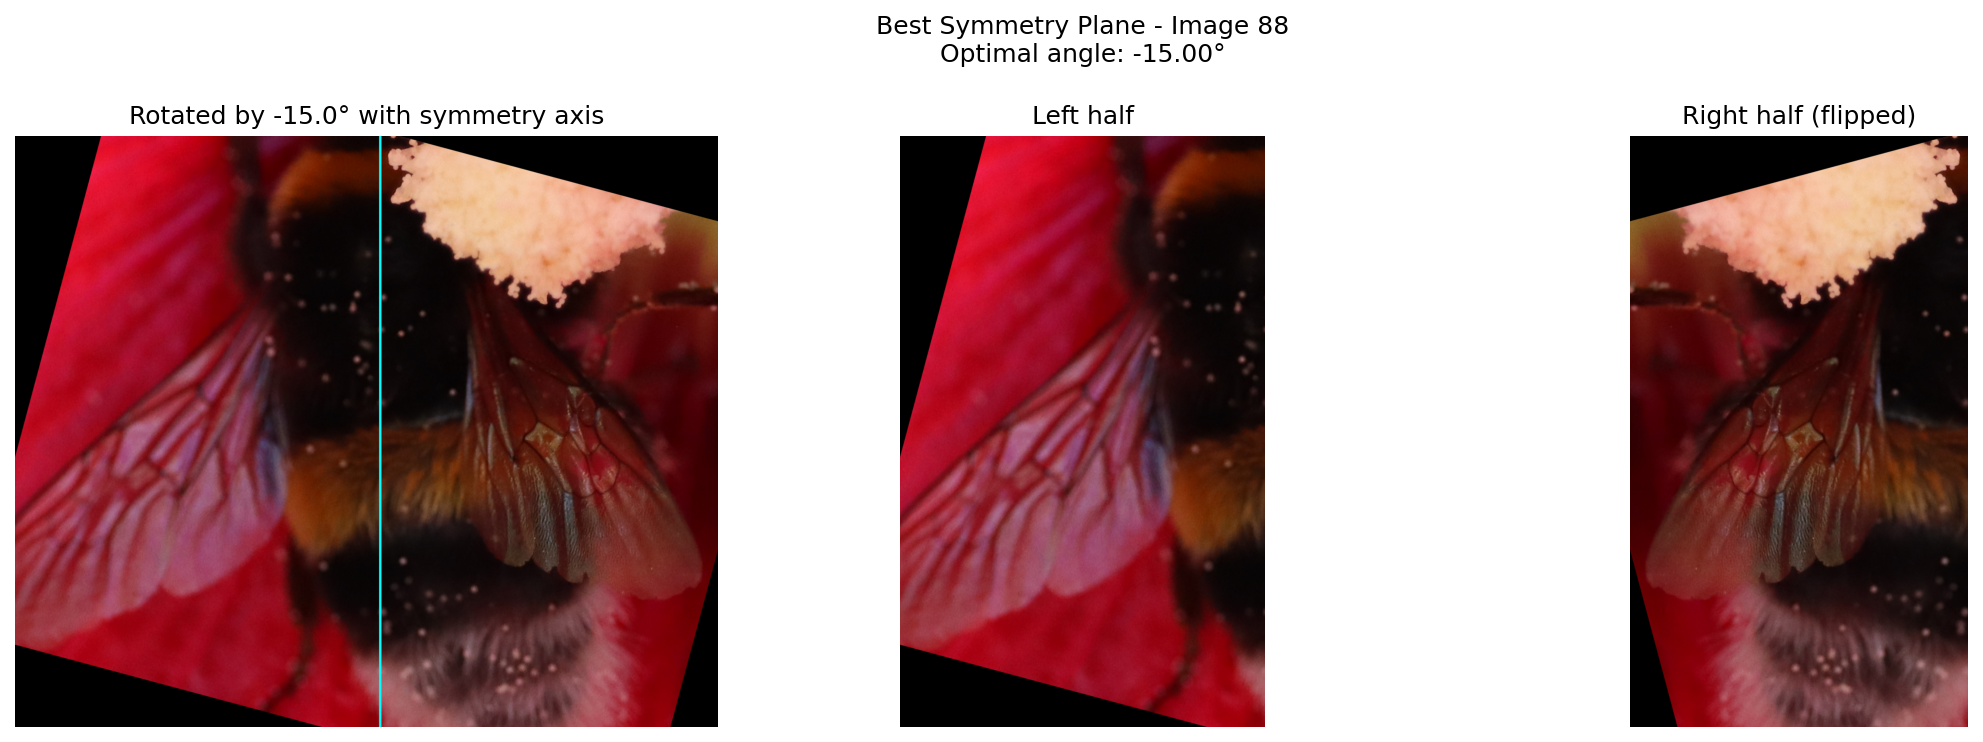 Best Symmetry Plane - Image 88
Optimal angle: -15.00°
Rotated by -15.0° with symmetry axis
Left half
Right half (flipped)